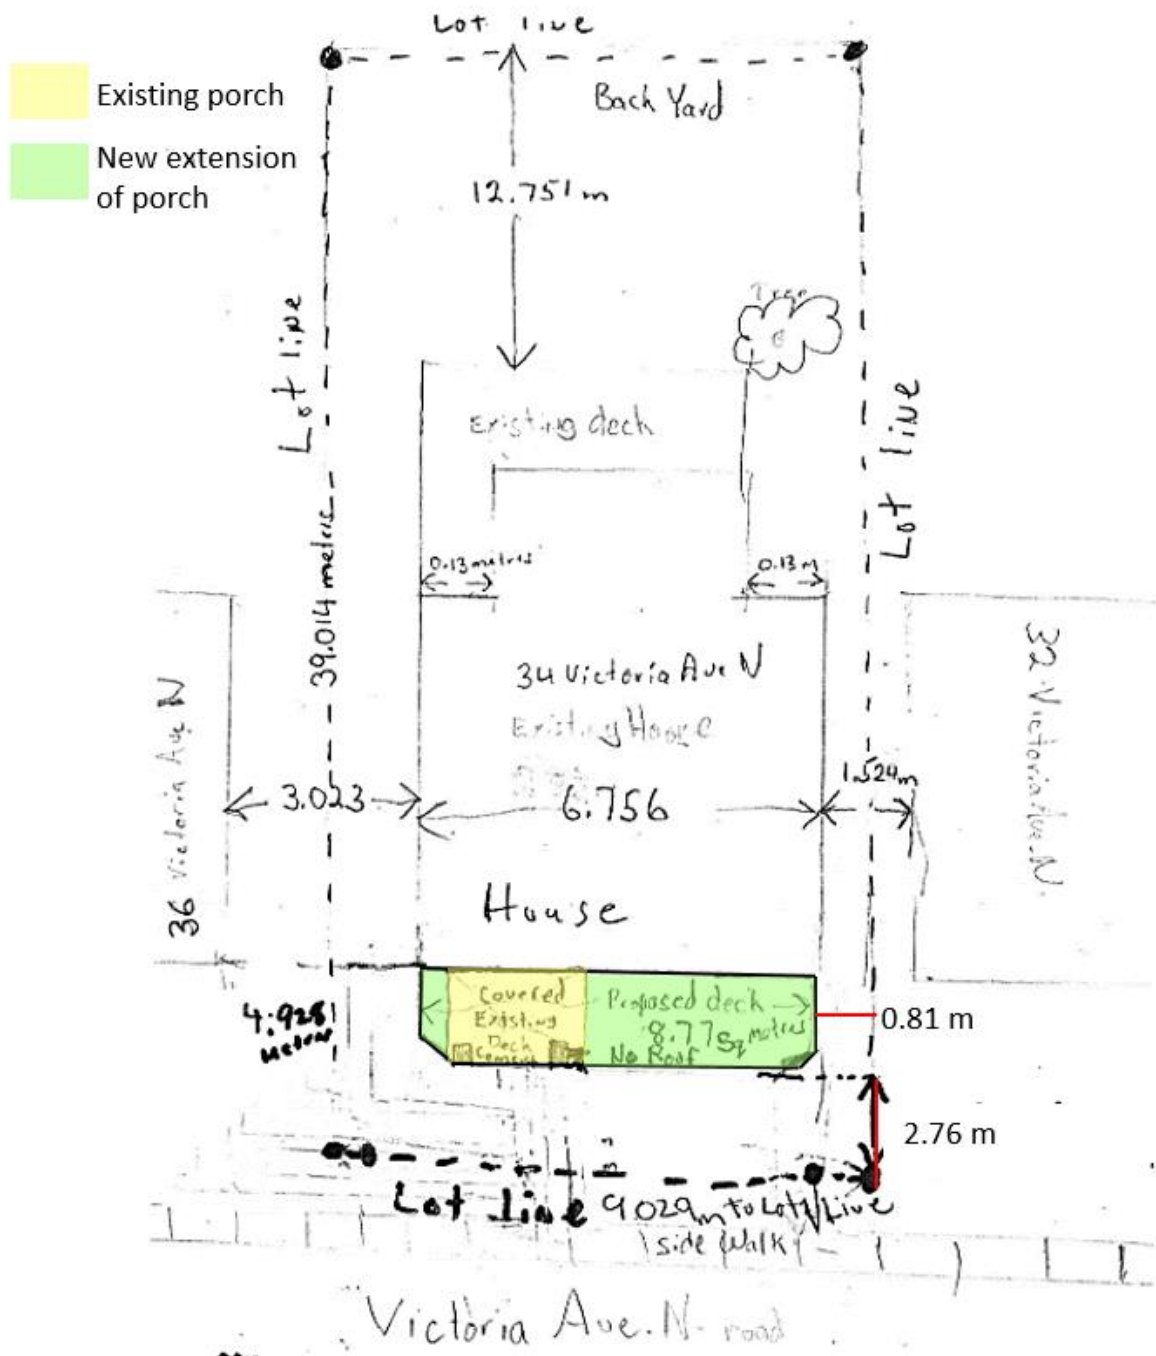 Lot line
Existing porch
New extension
of porch
Back Yard
12.751 m
Tree
Lot line
Lot line
Existing deck
39.014 metres
0.13 metres
0.13 m
34 Victoria Ave N
Existing House
36 Victoria Ave N
32 Victoria Ave N.
3.023
6.756
1.524 m
House
Covered
Existing
Deck
Cement
Proposed deck
8.77 Sq metres
No Roof
4.928
Metres
0.81 m
2.76 m
Lot line
9.029m to Lot Line
side Walk
Victoria Ave. N. road